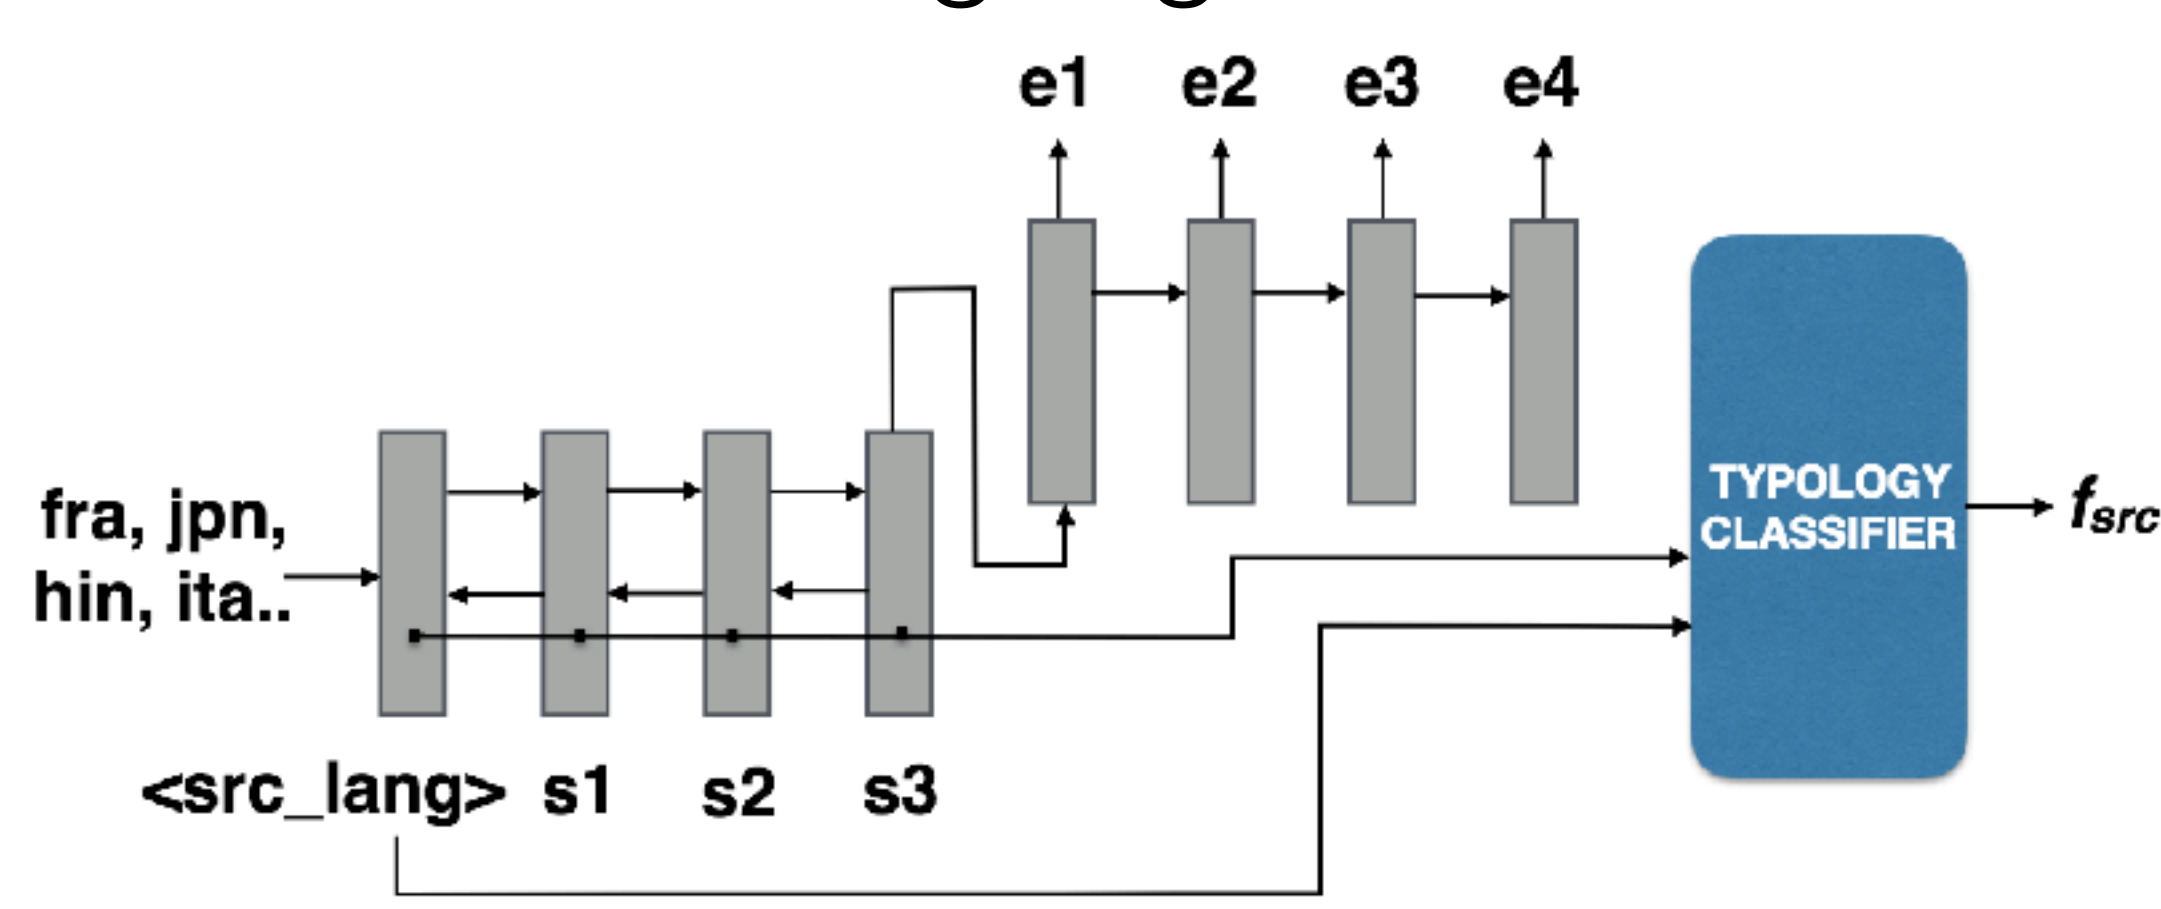 e1 e2 e3 e4
fra, jpn,
hin, ita..
TYPOLOGY
CLASSIFIER
fsrc
<src_lang> s1 s2 s3